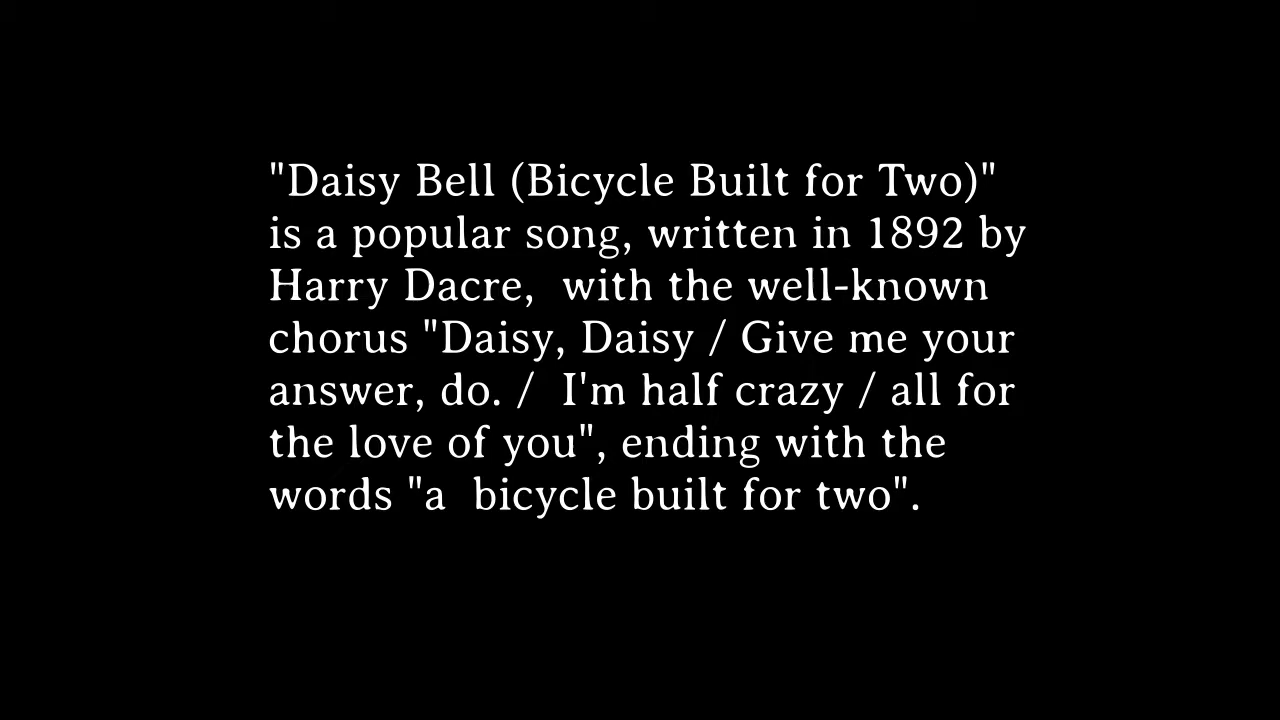 "Daisy Bell (Bicycle Built for Two)"
is a popular song, written in 1892 by
Harry Dacre,  with the well-known
chorus "Daisy, Daisy / Give me your
answer, do. /  I'm half crazy / all for
the love of you", ending with the
words "a  bicycle built for two".